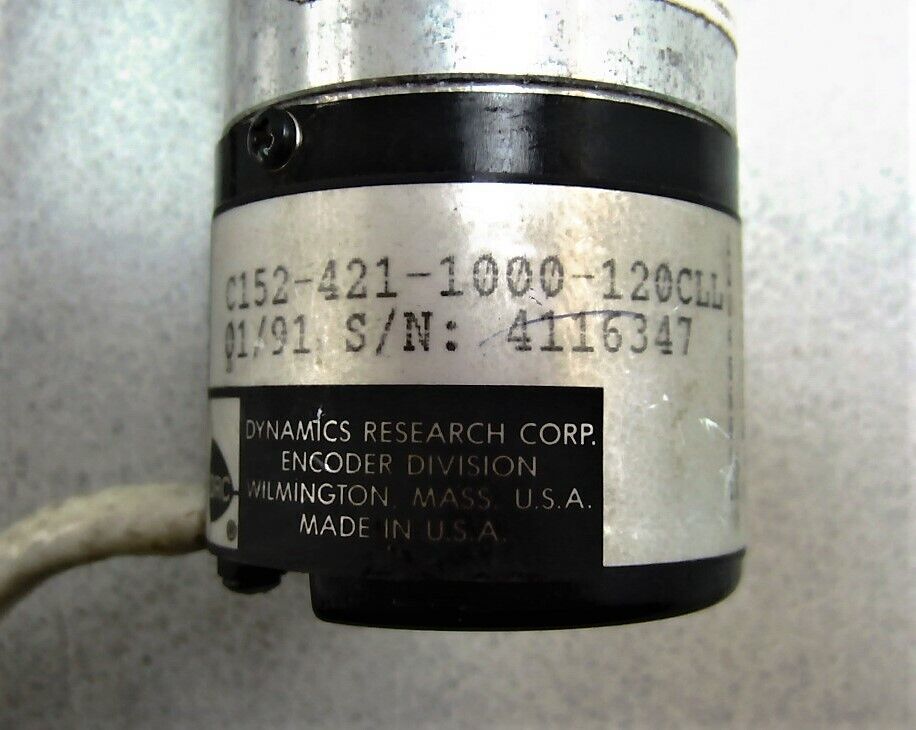 C152-421-1000-120CLL
01/91 S/N: 4116347
DYNAMICS RESEARCH CORP.
ENCODER DIVISION
WILMINGTON, MASS. U.S.A.
MADE IN U.S.A.
®